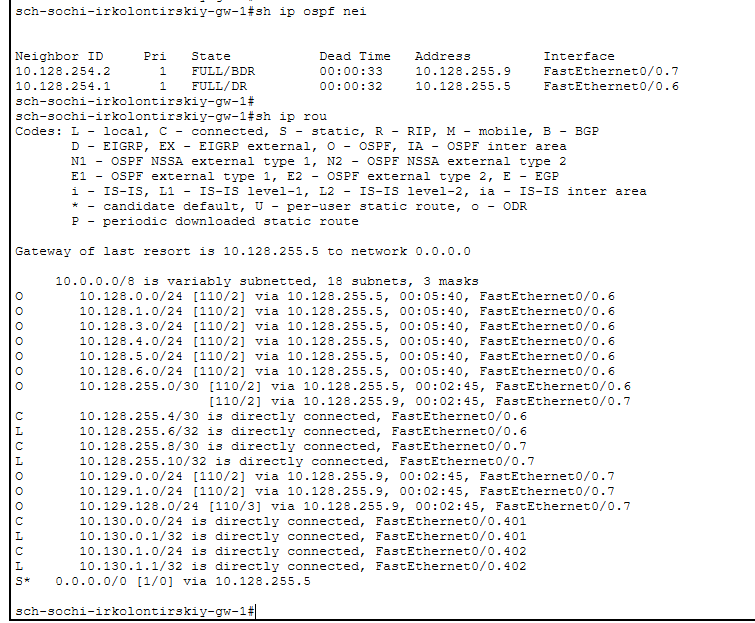 sch-sochi-irkolontirskiy-gw-1#sh ip ospf nei
Neighbor ID     Pri   State           Dead Time   Address         Interface
10.128.254.2      1   FULL/BDR        00:00:33    10.128.255.9    FastEthernet0/0.7
10.128.254.1      1   FULL/DR         00:00:32    10.128.255.5    FastEthernet0/0.6
sch-sochi-irkolontirskiy-gw-1#
sch-sochi-irkolontirskiy-gw-1#sh ip rou
Codes: L - local, C - connected, S - static, R - RIP, M - mobile, B - BGP
       D - EIGRP, EX - EIGRP external, O - OSPF, IA - OSPF inter area
       N1 - OSPF NSSA external type 1, N2 - OSPF NSSA external type 2
       E1 - OSPF external type 1, E2 - OSPF external type 2, E - EGP
       i - IS-IS, L1 - IS-IS level-1, L2 - IS-IS level-2, ia - IS-IS inter area
       * - candidate default, U - per-user static route, o - ODR
       P - periodic downloaded static route
Gateway of last resort is 10.128.255.5 to network 0.0.0.0
     10.0.0.0/8 is variably subnetted, 18 subnets, 3 masks
O       10.128.0.0/24 [110/2] via 10.128.255.5, 00:05:40, FastEthernet0/0.6
O       10.128.1.0/24 [110/2] via 10.128.255.5, 00:05:40, FastEthernet0/0.6
O       10.128.3.0/24 [110/2] via 10.128.255.5, 00:05:40, FastEthernet0/0.6
O       10.128.4.0/24 [110/2] via 10.128.255.5, 00:05:40, FastEthernet0/0.6
O       10.128.5.0/24 [110/2] via 10.128.255.5, 00:05:40, FastEthernet0/0.6
O       10.128.6.0/24 [110/2] via 10.128.255.5, 00:05:40, FastEthernet0/0.6
O       10.128.255.0/30 [110/2] via 10.128.255.5, 00:02:45, FastEthernet0/0.6
                        [110/2] via 10.128.255.9, 00:02:45, FastEthernet0/0.7
C       10.128.255.4/30 is directly connected, FastEthernet0/0.6
L       10.128.255.6/32 is directly connected, FastEthernet0/0.6
C       10.128.255.8/30 is directly connected, FastEthernet0/0.7
L       10.128.255.10/32 is directly connected, FastEthernet0/0.7
O       10.129.0.0/24 [110/2] via 10.128.255.9, 00:02:45, FastEthernet0/0.7
O       10.129.1.0/24 [110/2] via 10.128.255.9, 00:02:45, FastEthernet0/0.7
O       10.129.128.0/24 [110/3] via 10.128.255.9, 00:02:45, FastEthernet0/0.7
C       10.130.0.0/24 is directly connected, FastEthernet0/0.401
L       10.130.0.1/32 is directly connected, FastEthernet0/0.401
C       10.130.1.0/24 is directly connected, FastEthernet0/0.402
L       10.130.1.1/32 is directly connected, FastEthernet0/0.402
S*   0.0.0.0/0 [1/0] via 10.128.255.5
sch-sochi-irkolontirskiy-gw-1#